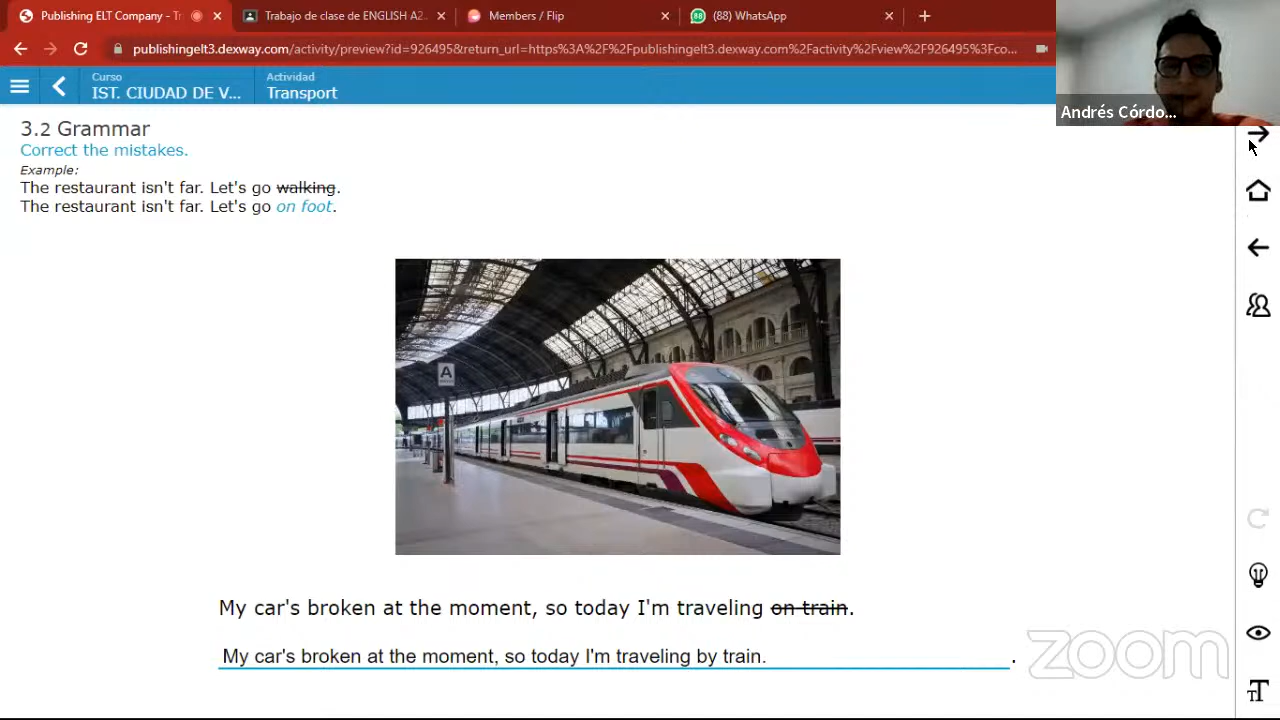 Publishing ELT Company - Tr
Trabajo de clase de ENGLISH A2.
Members / Flip
88
(88) WhatsApp
publishingelt3.dexway.com/activity/preview?id=926495&return_url=https%3A%2F%2Fpublishingelt3.dexway.com%2Factivity%2Fview%2F926495%3Fco...
Curso
IST. CIUDAD DE V...
Actividad
Transport
Andrés Córdo...
3.2 Grammar
Correct the mistakes.
Example:
The restaurant isn't far. Let's go walking.
The restaurant isn't far. Let's go on foot.
A
My car's broken at the moment, so today I'm traveling on train.
My car's broken at the moment, so today I'm traveling by train. .
zoom